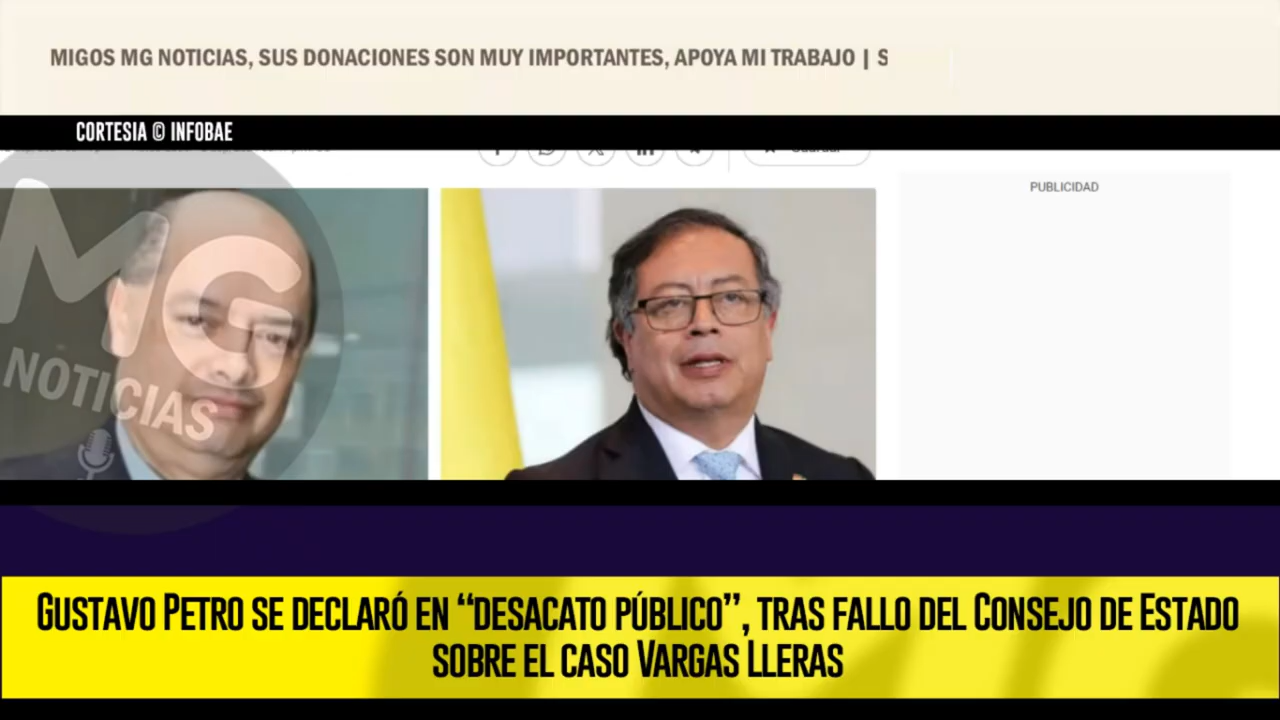 MIGOS MG NOTICIAS, SUS DONACIONES SON MUY IMPORTANTES, APOYA MI TRABAJO | S
CORTESIA © INFOBAE
PUBLICIDAD
MG
NOTICIAS
GUSTAVO PETRO SE DECLARÓ EN “DESACATO PÚBLICO”, TRAS FALLO DEL CONSEJO DE ESTADO
SOBRE EL CASO VARGAS LLERAS